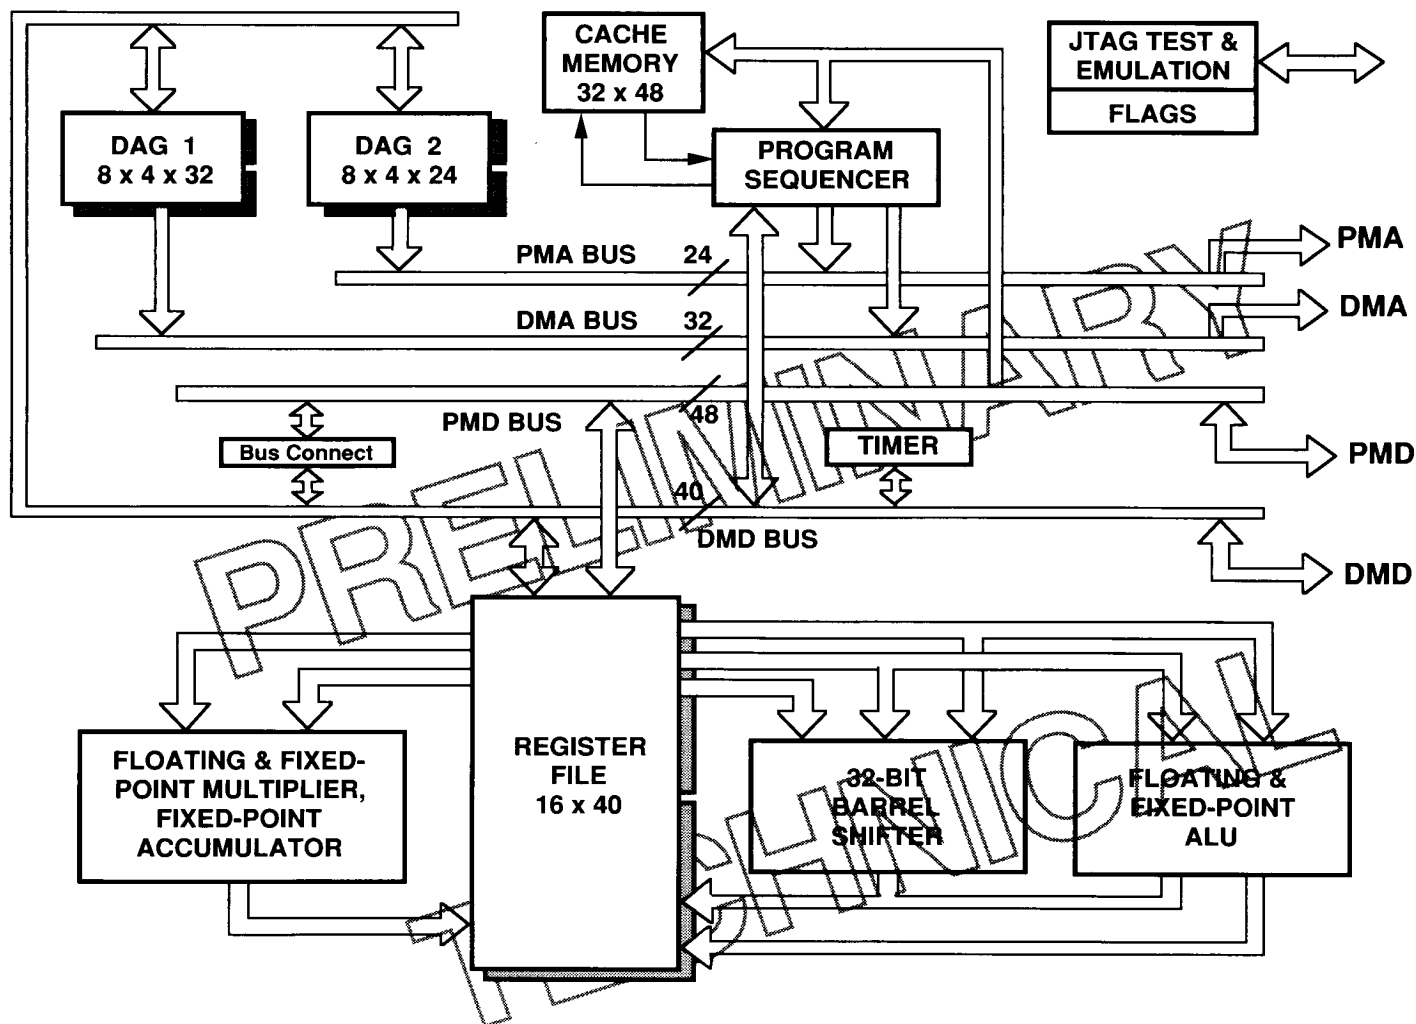 CACHE
MEMORY
32 x 48
JTAG TEST &
EMULATION
FLAGS
DAG 1
8 x 4 x 32
DAG 2
8 x 4 x 24
PROGRAM
SEQUENCER
PMA BUS 24
PMA
DMA BUS 32
DMA
PMD BUS 48
Bus Connect
TIMER
PMD
40
DMD BUS
DMD
REGISTER
FILE
16 x 40
FLOATING & FIXED-
POINT MULTIPLIER,
FIXED-POINT
ACCUMULATOR
32-BIT
BARREL
SHIFTER
FLOATING &
FIXED-POINT
ALU
PRELIMINARY
TECHNICAL